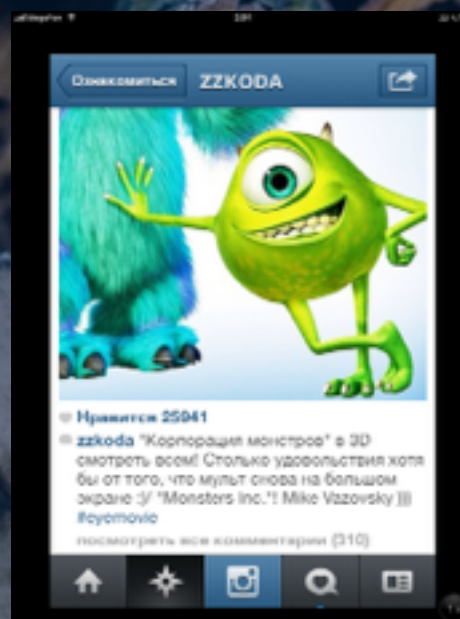 Ознакомиться
ZZKODA
Нравится 25941
zzkoda "Корпорация монстров" в 3D
смотреть всем! Столько удовольствия хотя
бы от того, что мульт снова на большом
экране :)/ "Monsters Inc."! Mike Vazovsky )))
#eyemovie
посмотреть все комментарии (310)